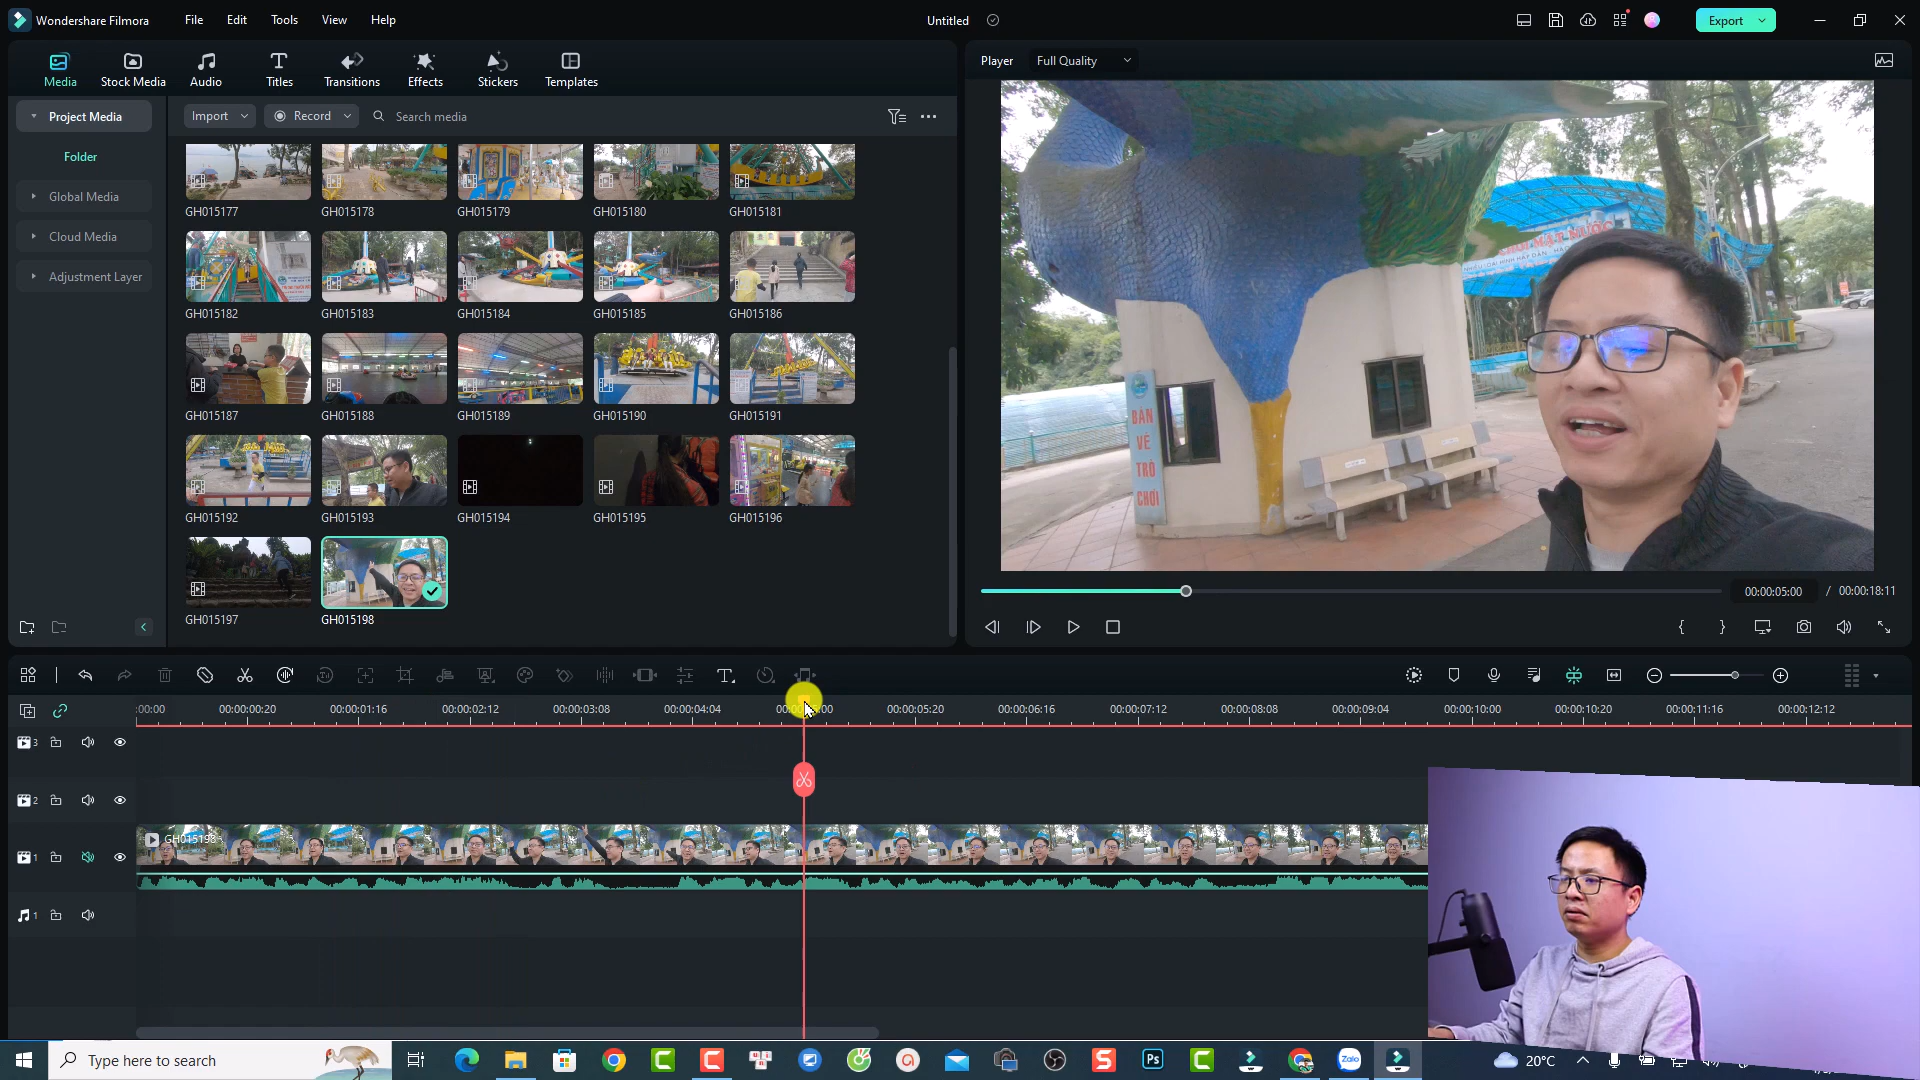 Wondershare Filmora File Edit Tools View Help Untitled Export
Media Stock Media Audio Titles Transitions Effects Stickers Templates
Player Full Quality
Project Media
Folder
Global Media
Cloud Media
Adjustment Layer
Import Record Search media
GH015177 GH015178 GH015179 GH015180 GH015181
GH015182 GH015183 GH015184 GH015185 GH015186
GH015187 GH015188 GH015189 GH015190 GH015191
GH015192 GH015193 GH015194 GH015195 GH015196
GH015197 GH015198
BÁN
VÉ
TRÒ
CHƠI
00:00:05:00 / 00:00:18:11
:00:00 00:00:00:20 00:00:01:16 00:00:02:12 00:00:03:08 00:00:04:04 00:00:05:00 00:00:05:20 00:00:06:16 00:00:07:12 00:00:08:08 00:00:09:04 00:00:10:00 00:00:10:20 00:00:11:16 00:00:12:12
3
2
1 GH015198
1
Type here to search Ps Zalo 20°C